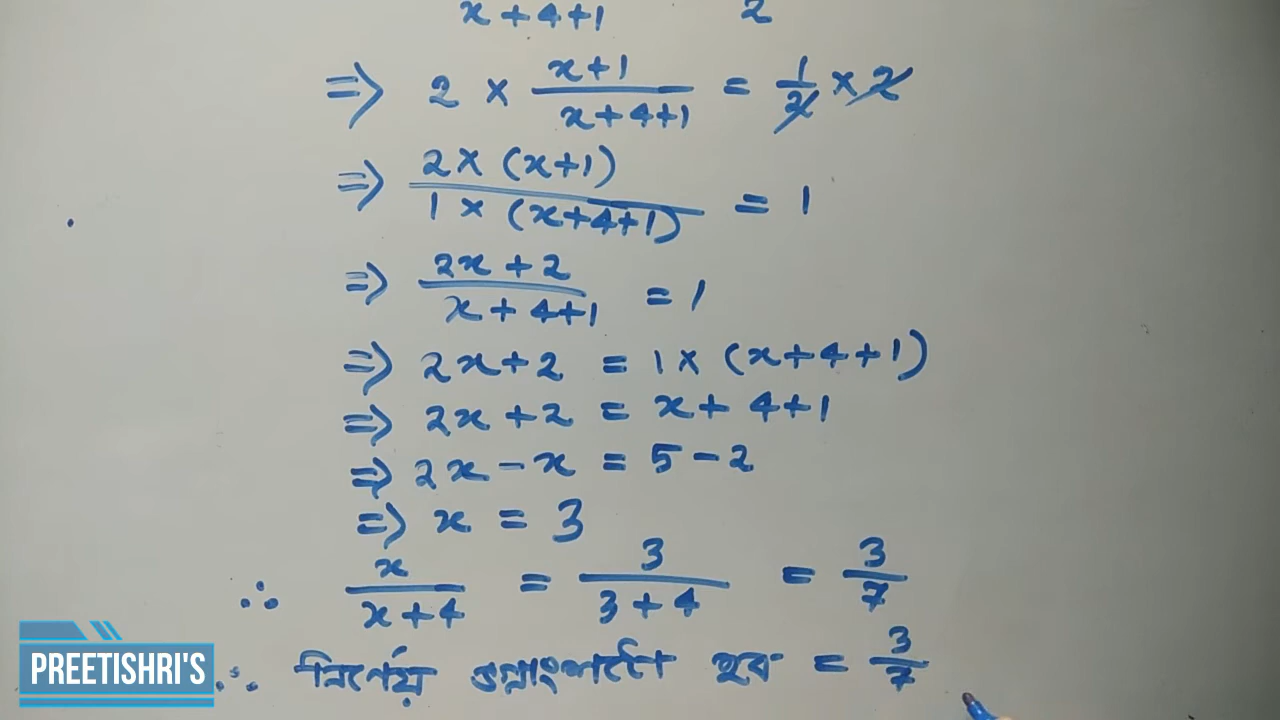 x+4+1 2
=> 2 × (x+1)/(x+4+1) = 1/2 × 2
=> 2× (x+1)/1 × (x+4+1) = 1
=> (2x+2)/(x+4+1) = 1
=> 2x+2 = 1× (x+4+1)
=> 2x+2 = x+4+1
=> 2x-x = 5-2
=> x = 3
∴ x/(x+4) = 3/(3+4) = 3/7
∴ নিৰ্ণেয় ভগ্নাংশটো হব = 3/7
PREETISHRI'S